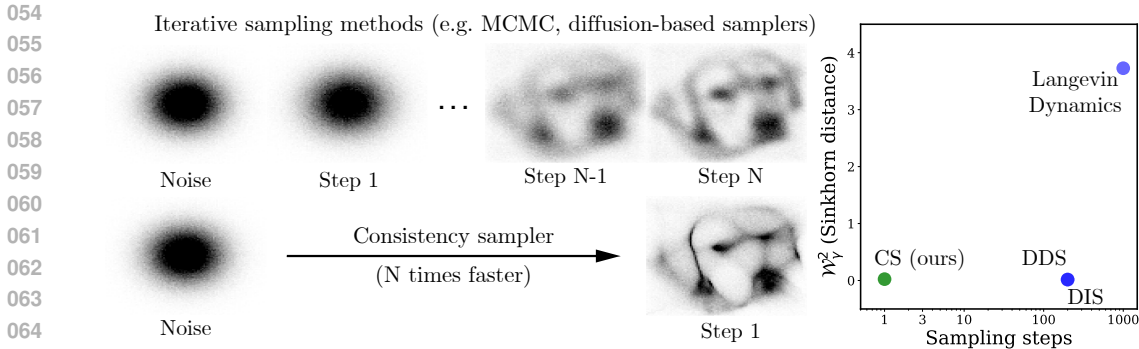 054
055
056
057
058
059
060
061
062
063
064
Iterative sampling methods (e.g. MCMC, diffusion-based samplers)
...
Noise
Step 1
Step N-1
Step N
Consistency sampler
(N times faster)
Noise
Step 1
𝒲²γ (Sinkhorn distance)
4
3
2
1
0
Langevin
Dynamics
CS (ours)
DDS
DIS
1
3
10
100
1000
Sampling steps